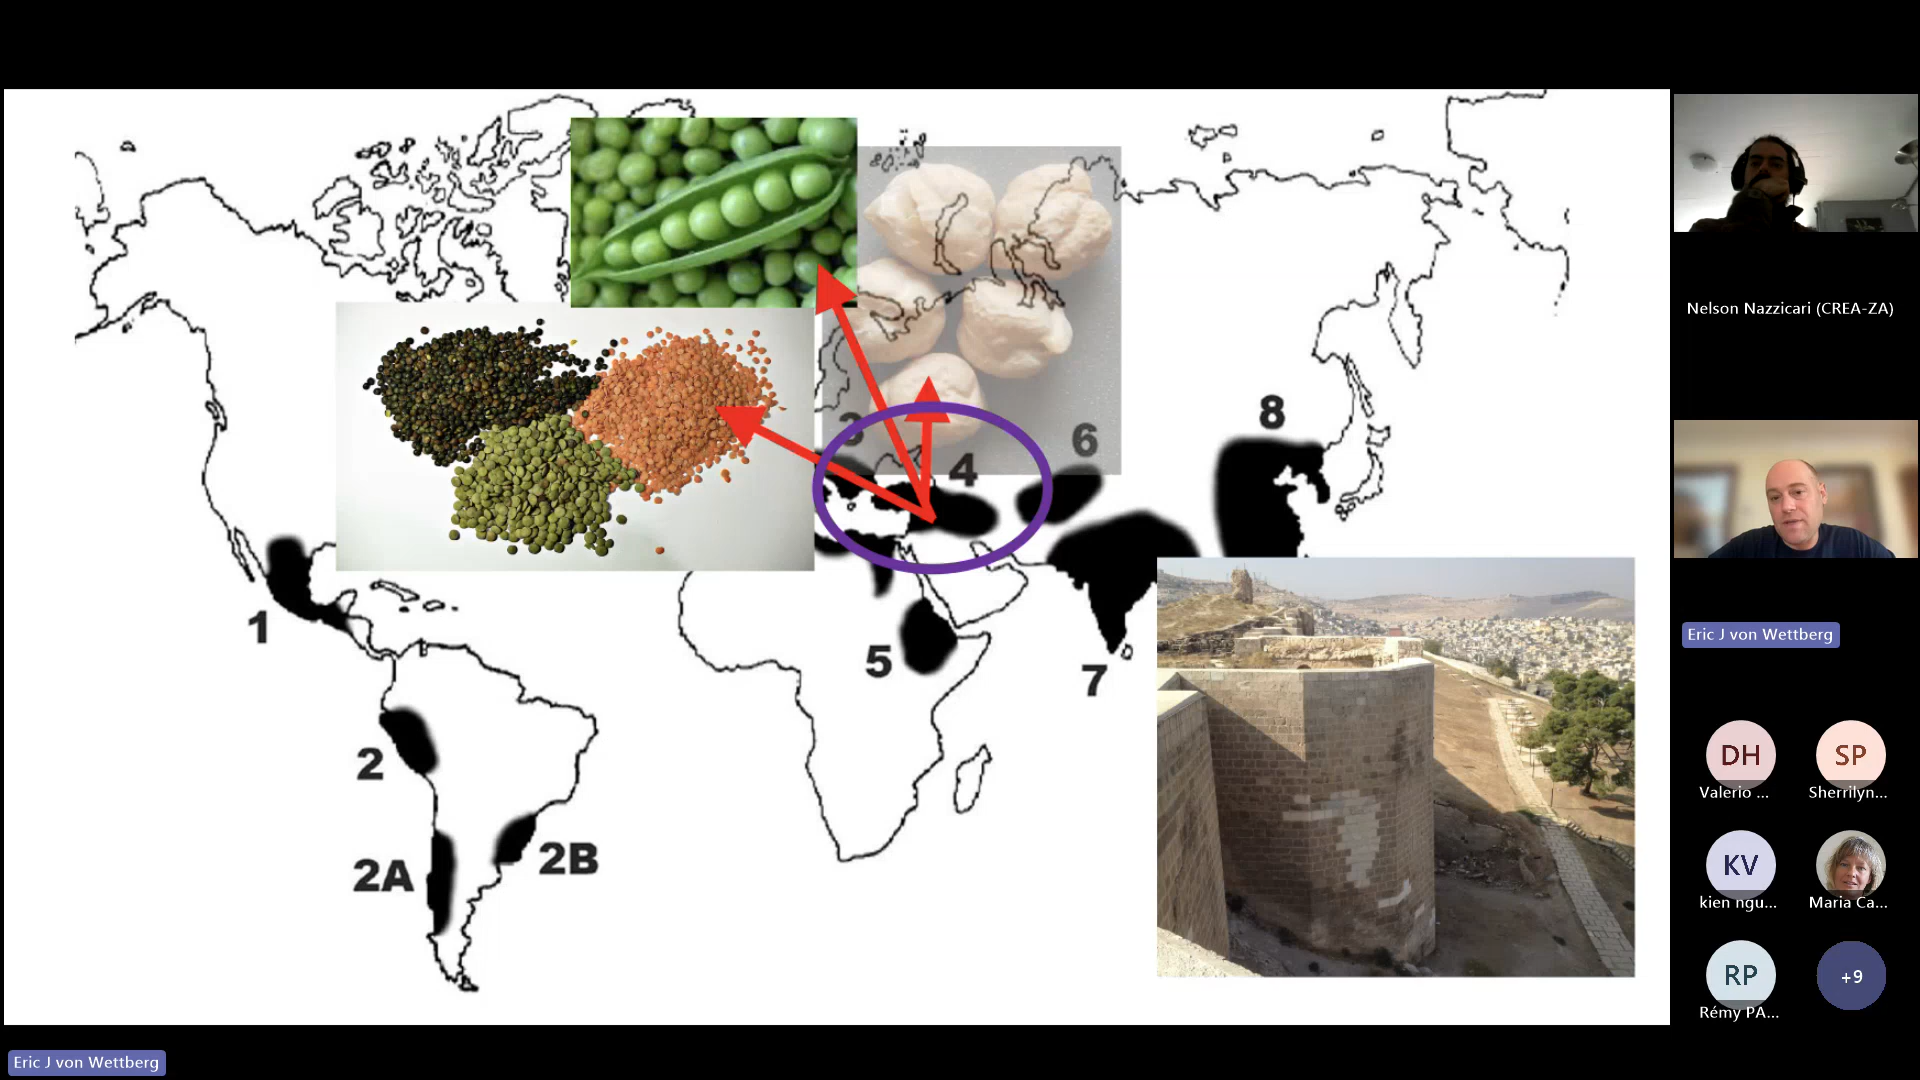 3
4
6
8
1
5
7
2
2A
2B
Nelson Nazzicari (CREA-ZA)
Eric J von Wettberg
DH
Valerio ...
SP
Sherrilyn...
KV
kien ngu...
Maria Ca...
RP
Rémy PA...
+9
Eric J von Wettberg